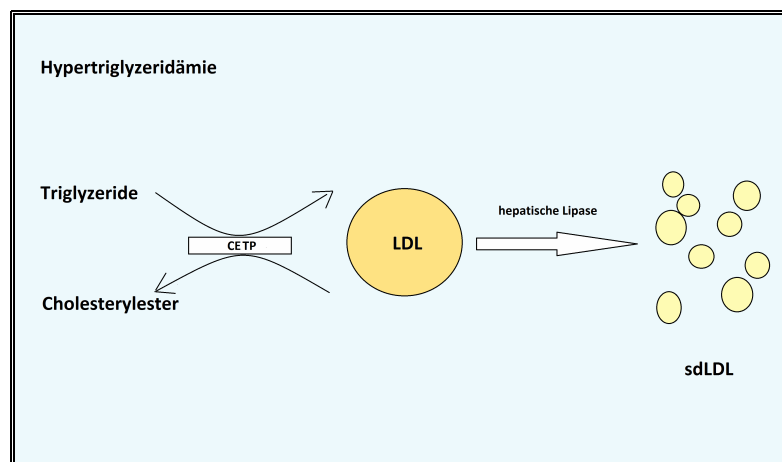 Hypertriglyzeridämie
Triglyzeride
hepatische Lipase
CETP
LDL
Cholesterylester
sdLDL